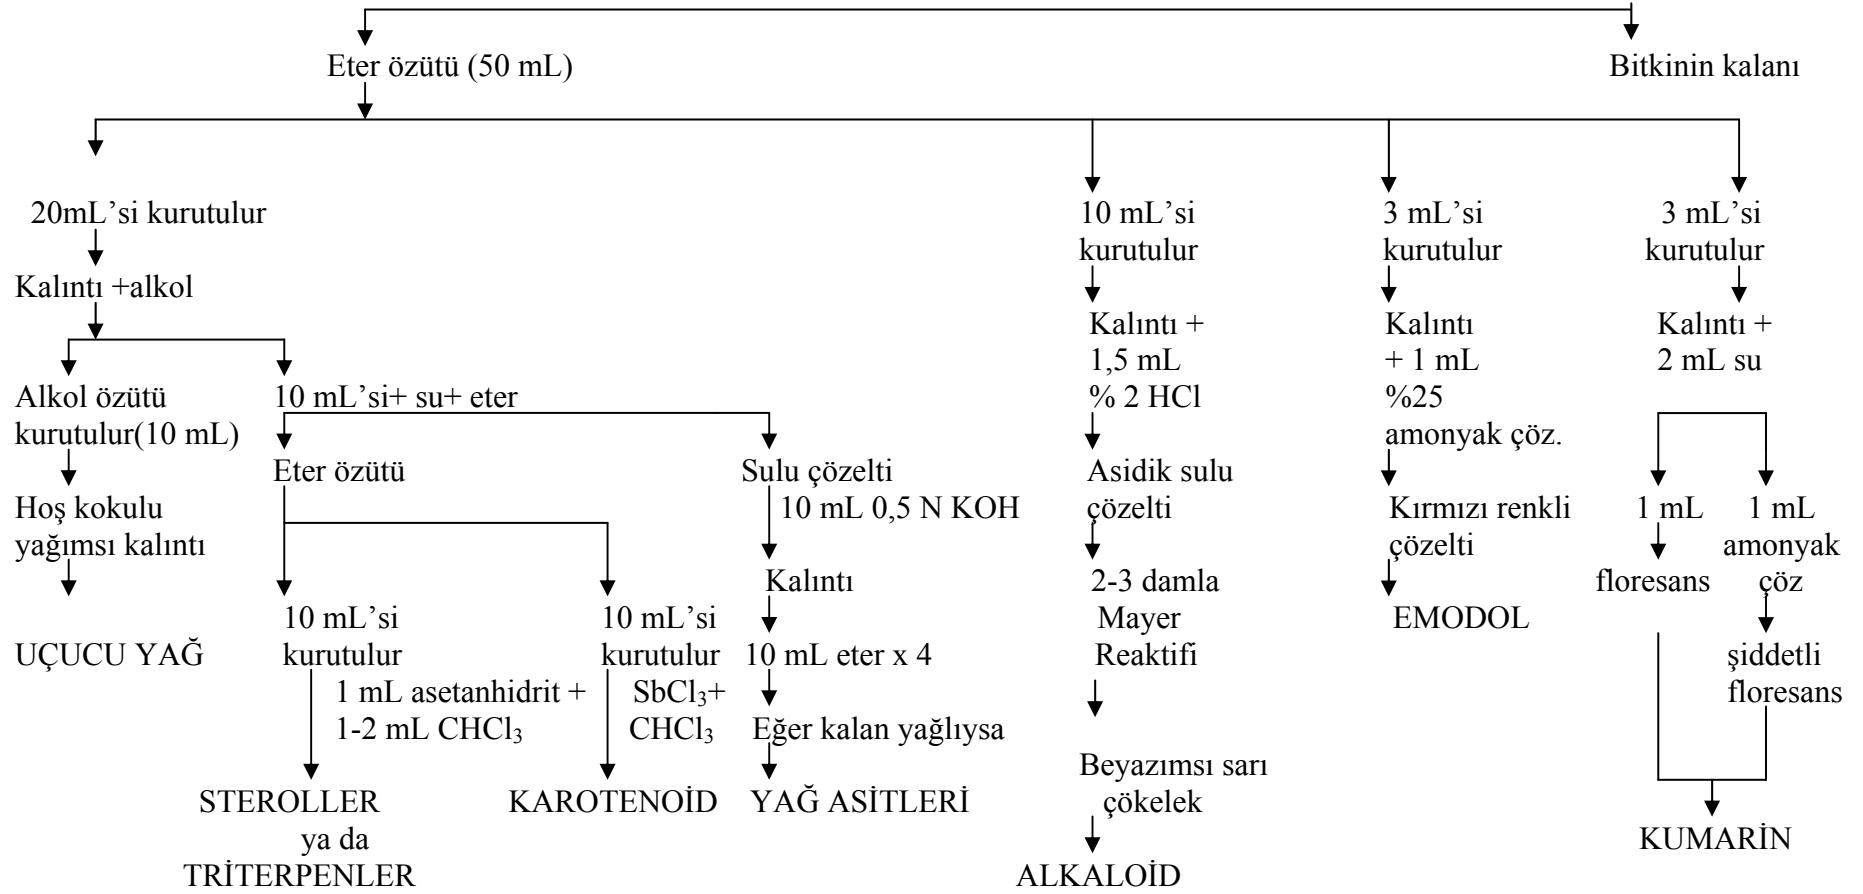 Eter özütü (50 mL)
Bitkinin kalanı
20mL’si kurutulur
Kalıntı +alkol
Alkol özütü
kurutulur(10 mL)
Hoş kokulu
yağımsı kalıntı
UÇUCU YAĞ
10 mL’si+ su+ eter
Eter özütü
10 mL’si
kurutulur
1 mL asetanhidrit +
1-2 mL CHCl₃
STEROLLER
ya da
TRİTERPENLER
10 mL’si
kurutulur
SbCl₃+
CHCl₃
KAROTENOİD
Sulu çözelti
10 mL 0,5 N KOH
Kalıntı
10 mL eter x 4
Eğer kalan yağlıysa
YAĞ ASİTLERİ
10 mL’si
kurutulur
Kalıntı +
1,5 mL
% 2 HCl
Asidik sulu
çözelti
2-3 damla
Mayer
Reaktifi
Beyazımsı sarı
çökelek
ALKALOİD
3 mL’si
kurutulur
Kalıntı
+ 1 mL
%25
amonyak çöz.
Kırmızı renkli
çözelti
EMODOL
3 mL’si
kurutulur
Kalıntı +
2 mL su
1 mL
floresans
1 mL
amonyak
çöz
şiddetli
floresans
KUMARİN